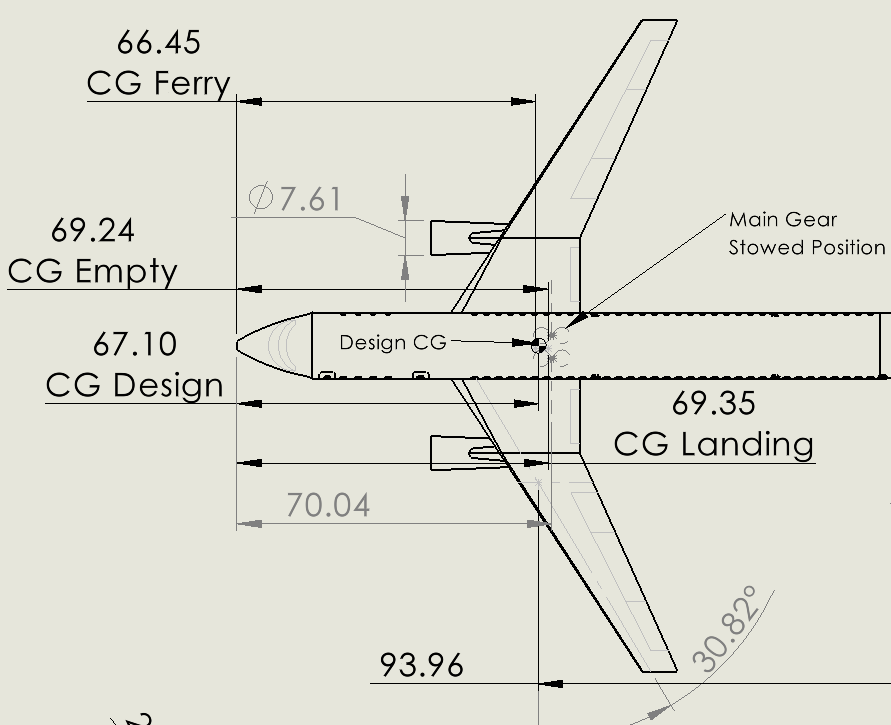 66.45
CG Ferry
⌀7.61
69.24
CG Empty
Main Gear
Stowed Position
67.10
CG Design
Design CG
69.35
CG Landing
70.04
30.82°
93.96